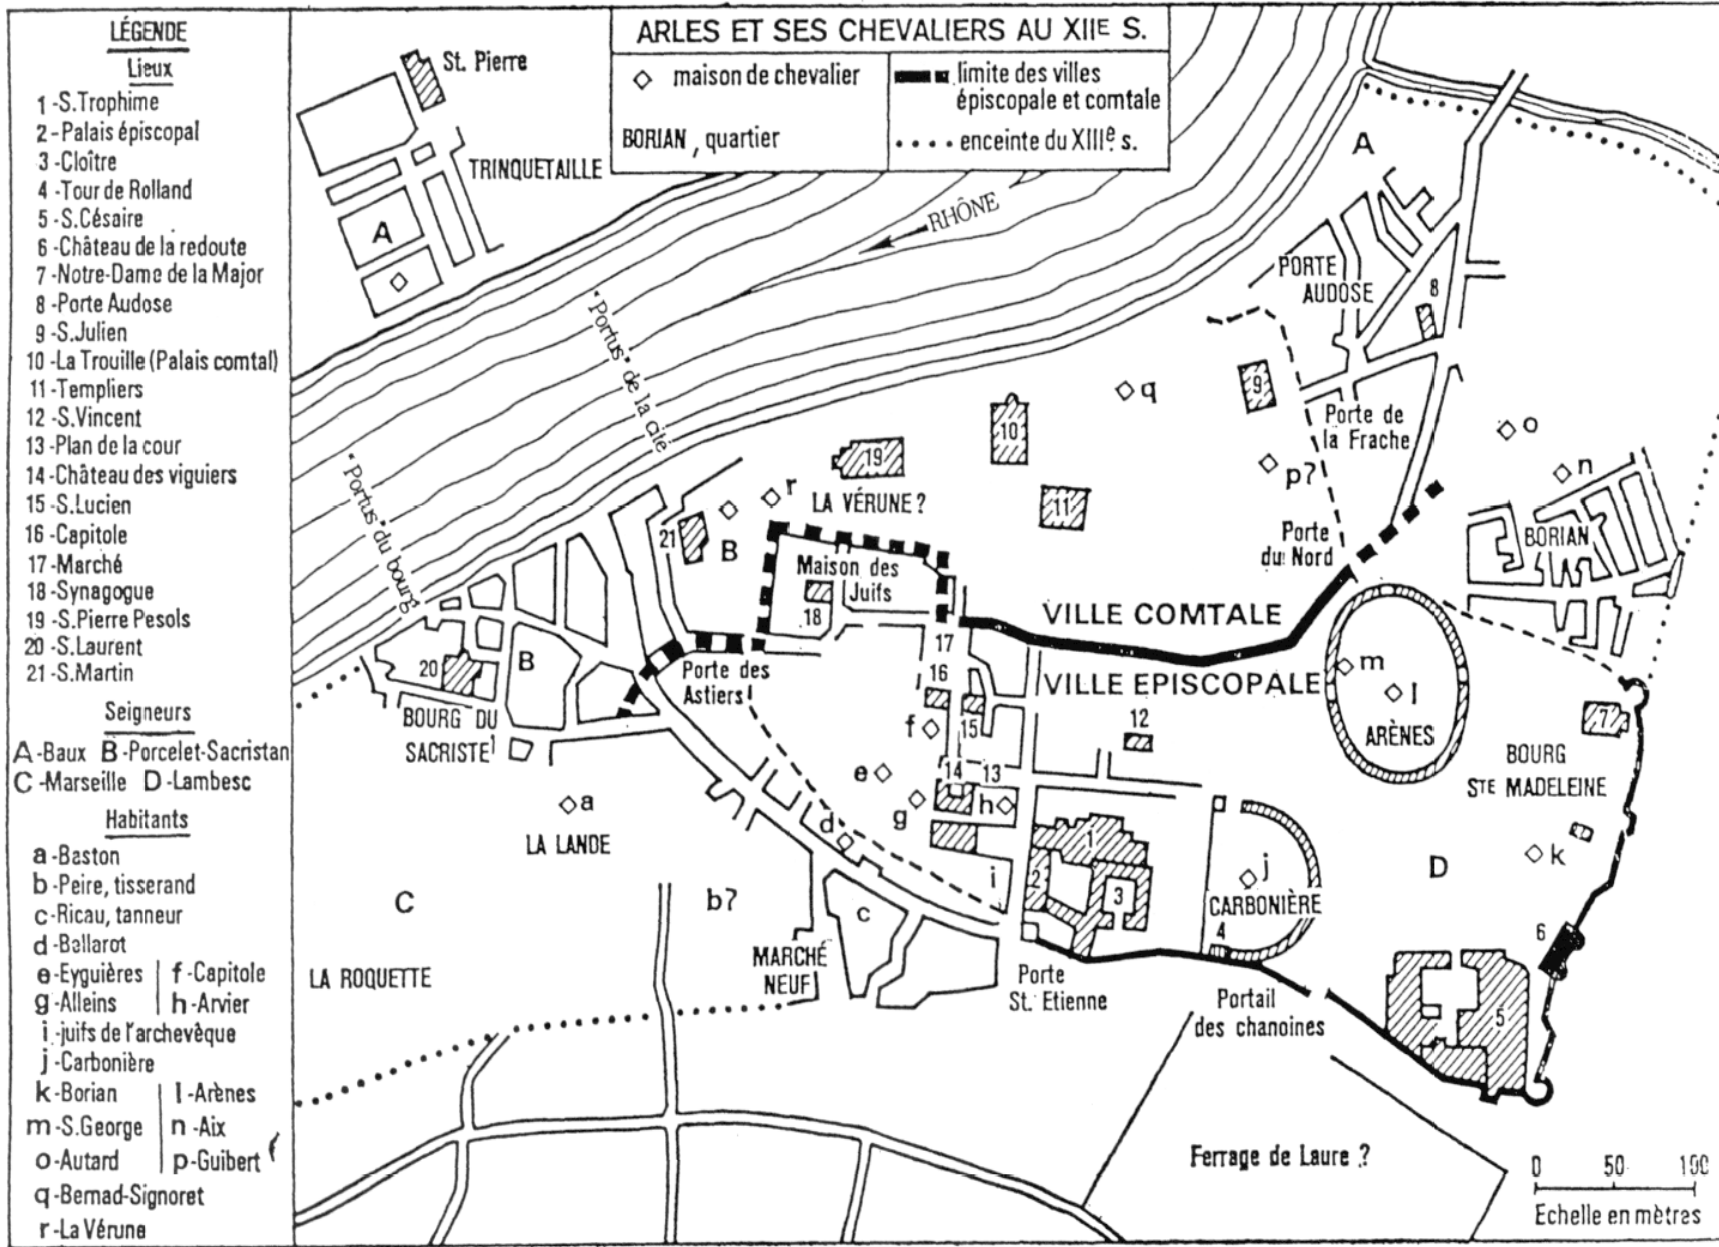 LÉGENDE
Lieux
1-S.Trophime
2-Palais épiscopal
3-Cloître
4-Tour de Rolland
5-S.Césaire
6-Château de la redoute
7-Notre-Dame de la Major
8-Porte Audose
9-S.Julien
10-La Trouille (Palais comtal)
11-Templiers
12-S.Vincent
13-Plan de la cour
14-Château des viguiers
15-S.Lucien
16-Capitole
17-Marché
18-Synagogue
19-S.Pierre Pesols
20-S.Laurent
21-S.Martin
Seigneurs
A-Baux B-Porcelet-Sacristan
C-Marseille D-Lambesc
Habitants
a-Baston
b-Peire, tisserand
c-Ricau, tanneur
d-Ballarot
e-Eyguières f-Capitole
g-Alleins h-Arvier
i-juifs de l'archevêque
j-Carbonière
k-Borian l-Arènes
m-S.George n-Aix
o-Autard p-Guibert
q-Bernad-Signoret
r-La Vérune
ARLES ET SES CHEVALIERS AU XIIE S.
maison de chevalier
limite des villes
épiscopale et comtale
BORIAN, quartier
enceinte du XIIIe s.
St. Pierre
TRINQUETAILLE
A
A
RHÔNE
"Portus" de la cité
"Portus" du bourg
PORTE
AUDOSE
8
9
q
10
19
Porte de
la Frache
o
n
p?
r
LA VÉRUNE?
11
21
B
Maison des
Juifs
18
Porte
du Nord
BORIAN
VILLE COMTALE
17
20
B
Porte des
Astiers
16
VILLE EPISCOPALE
m
l
ARÈNES
7
BOURG DU
SACRISTE
f
15
12
BOURG
STE MADELEINE
e
14
13
a
g
h
LA LANDE
d
1
k
j
D
C
b?
c
i
2
3
CARBONIÈRE
4
6
LA ROQUETTE
MARCHÉ
NEUF
Porte
St. Etienne
Portail
des chanoines
5
Ferrage de Laure ?
0 50 100
Echelle en mètres